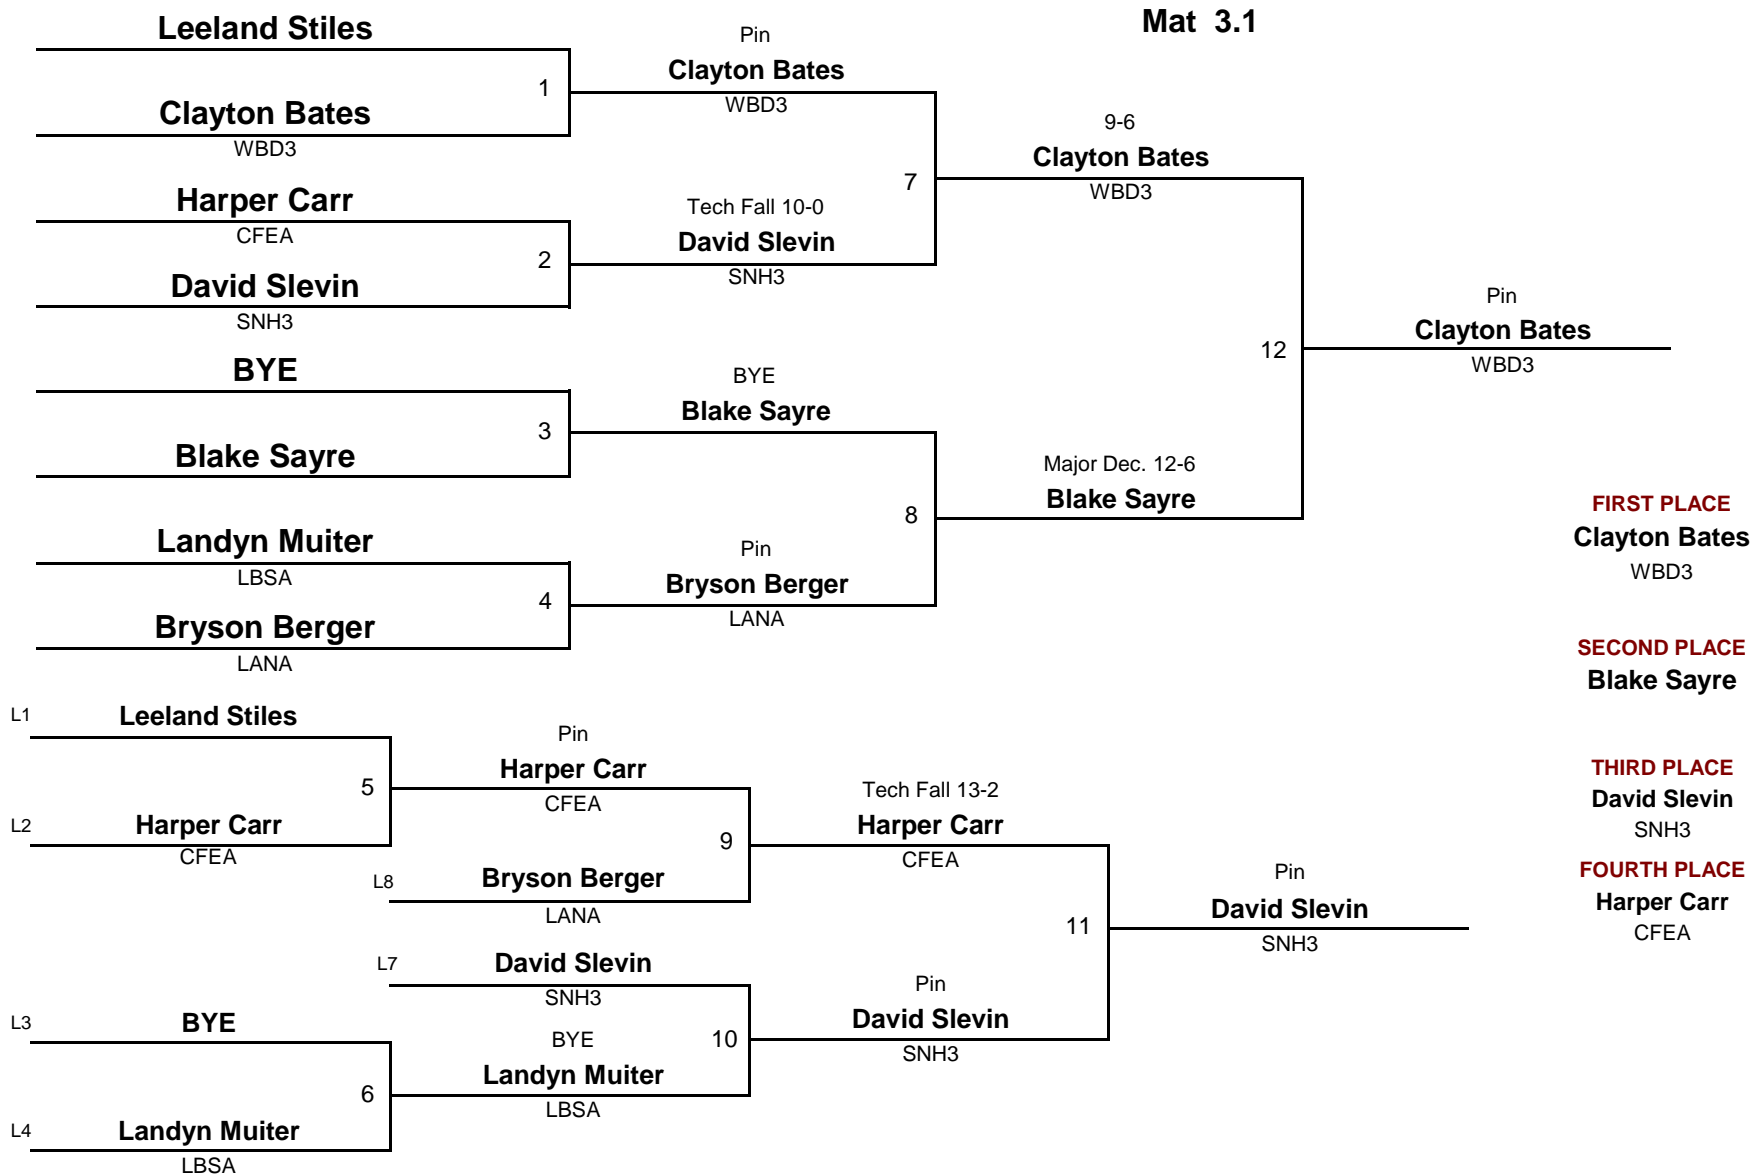 Mat 3.1
Leeland Stiles
1
Clayton Bates
WBD3
Harper Carr
CFEA
2
David Slevin
SNH3
BYE
3
Blake Sayre
Landyn Muiter
LBSA
4
Bryson Berger
LANA
Pin
Clayton Bates
WBD3
7
Tech Fall 10-0
David Slevin
SNH3
BYE
Blake Sayre
8
Pin
Bryson Berger
LANA
9-6
Clayton Bates
WBD3
12
Major Dec. 12-6
Blake Sayre
Pin
Clayton Bates
WBD3
FIRST PLACE
Clayton Bates
WBD3
SECOND PLACE
Blake Sayre
THIRD PLACE
David Slevin
SNH3
FOURTH PLACE
Harper Carr
CFEA
L1
Leeland Stiles
5
L2
Harper Carr
CFEA
L3
BYE
6
L4
Landyn Muiter
LBSA
Pin
Harper Carr
CFEA
9
L8
Bryson Berger
LANA
L7
David Slevin
SNH3
10
BYE
Landyn Muiter
LBSA
Tech Fall 13-2
Harper Carr
CFEA
11
Pin
David Slevin
SNH3
Pin
David Slevin
SNH3